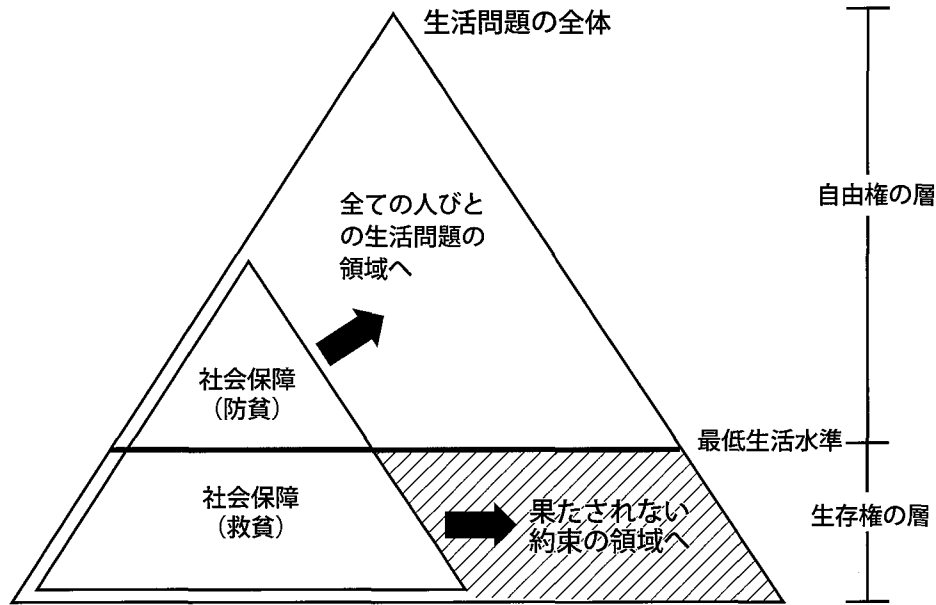 生活問題の全体
自由権の層
全ての人びと
の生活問題の
領域へ
社会保障
（防貧）
最低生活水準
社会保障
（救貧）
果たされない
約束の領域へ
生存権の層